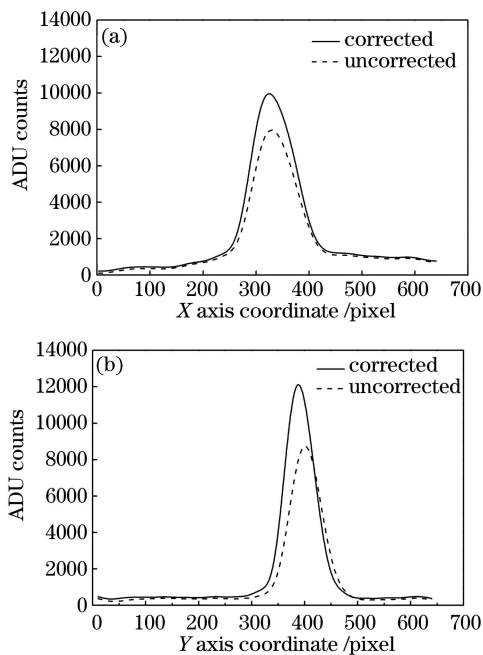 14000
(a)
corrected
12000
uncorrected
10000
8000
6000
4000
2000
0
ADU counts
0 100 200 300 400 500 600 700
X axis coordinate /pixel
14000
(b)
corrected
12000
uncorrected
10000
8000
6000
4000
2000
0
ADU counts
0 100 200 300 400 500 600 700
Y axis coordinate /pixel